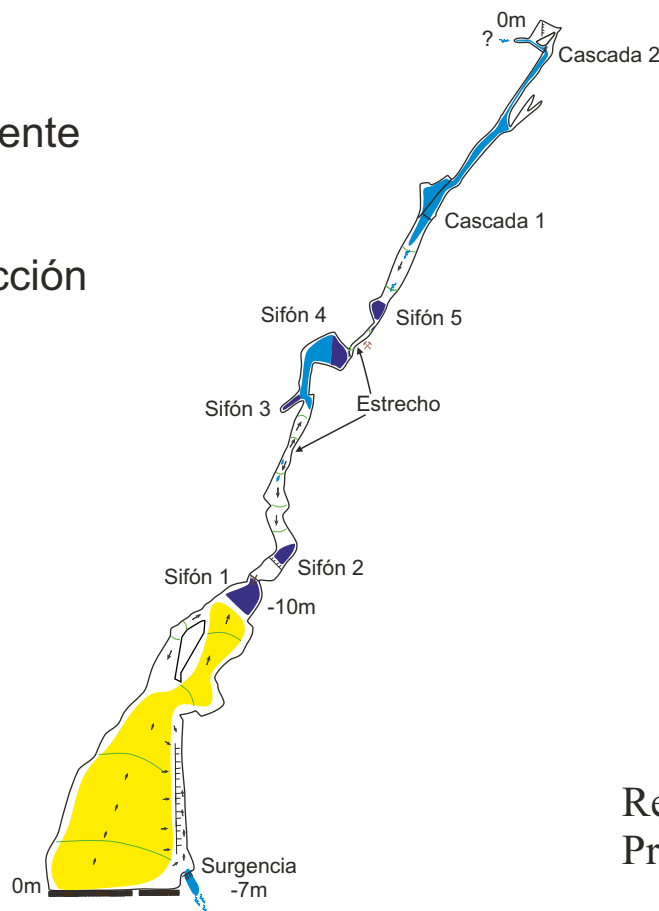 0m
?
Cascada 2
ente
Cascada 1
cción
Sifón 4
Sifón 5
Sifón 3
Estrecho
Sifón 1
Sifón 2
-10m
Re
Pr
Surgencia
0m
-7m